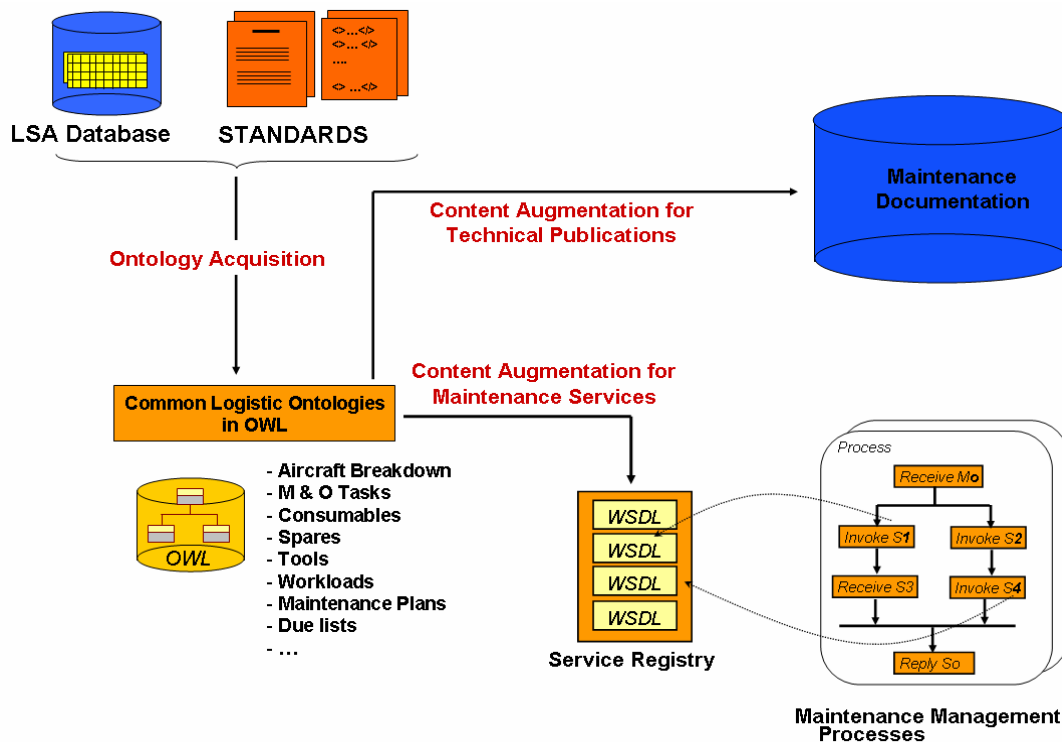 <>…</>
<>… </>
….
<> …</>
LSA Database
STANDARDS
Maintenance
Documentation
Content Augmentation for
Technical Publications
Ontology Acquisition
Content Augmentation for
Maintenance Services
Common Logistic Ontologies
in OWL
- Aircraft Breakdown
- M & O Tasks
- Consumables
- Spares
- Tools
- Workloads
- Maintenance Plans
- Due lists
- …
OWL
WSDL
WSDL
WSDL
WSDL
Service Registry
Process
Receive Mo
Invoke S1
Invoke S2
Receive S3
Invoke S4
Reply So
Maintenance Management
Processes